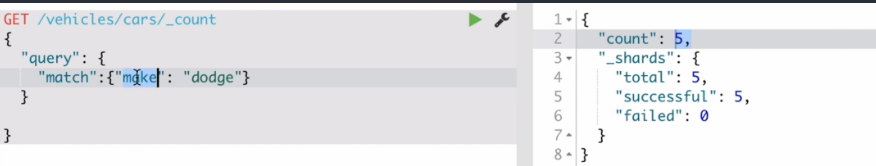 GET /vehicles/cars/_count
{
"query": {
"match":{"make": "dodge"}
}
}
1 {
2 "count": 5,
3 "_shards": {
4 "total": 5,
5 "successful": 5,
6 "failed": 0
7 }
8 }